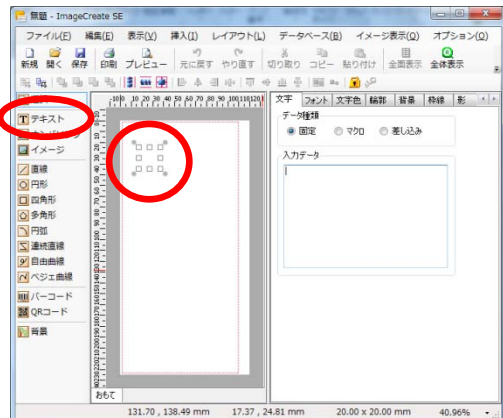 無題 - ImageCreate SE
ファイル(F) 編集(E) 表示(V) 挿入(I) レイアウト(L) データベース(B) イメージ表示(O) オプション(O)
新規 開く 保存 印刷 プレビュー 元に戻す やり直す 切り取り コピー 貼り付け 全面表示 全体表示
T テキスト
イメージ
直線
円形
四角形
多角形
円弧
連続直線
自由曲線
ベジェ曲線
バーコード
QRコード
背景
文字 フォント 文字色 輪郭 背景 枠線 影
データ種類
固定 マクロ 差し込み
入力データ
おもて
131.70 , 138.49 mm 17.37 , 24.81 mm 20.00 x 20.00 mm 40.96%